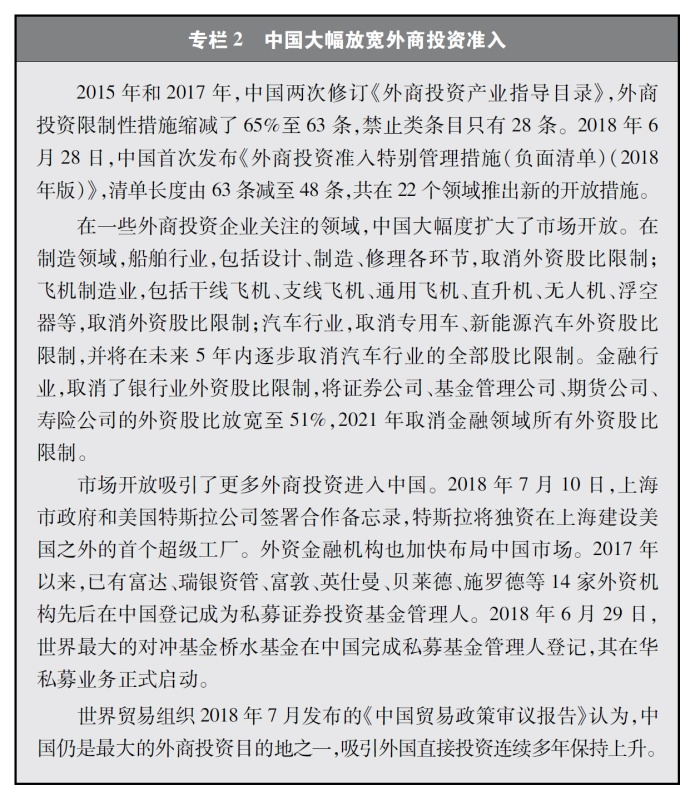 专栏 2　中国大幅放宽外商投资准入
2015 年和 2017 年，中国两次修订《外商投资产业指导目录》，外商
投资限制性措施缩减了 65%至 63 条，禁止类条目只有 28 条。2018 年 6
月 28 日，中国首次发布《外商投资准入特别管理措施（负面清单）（2018
年版）》，清单长度由 63 条减至 48 条，共在 22 个领域推出新的开放措施。
在一些外商投资企业关注的领域，中国大幅度扩大了市场开放。在
制造领域，船舶行业，包括设计、制造、修理各环节，取消外资股比限制；
飞机制造业，包括干线飞机、支线飞机、通用飞机、直升机、无人机、浮空
器等，取消外资股比限制；汽车行业，取消专用车、新能源汽车外资股比
限制，并将在未来 5 年内逐步取消汽车行业的全部股比限制。金融行
业，取消了银行业外资股比限制，将证券公司、基金管理公司、期货公司、
寿险公司的外资股比放宽至 51%，2021 年取消金融领域所有外资股比
限制。
市场开放吸引了更多外商投资进入中国。2018 年 7 月 10 日，上海
市政府和美国特斯拉公司签署合作备忘录，特斯拉将独资在上海建设美
国之外的首个超级工厂。外资金融机构也加快布局中国市场。2017 年
以来，已有富达、瑞银资管、富敦、英仕曼、贝莱德、施罗德等 14 家外资机
构先后在中国登记成为私募证券投资基金管理人。2018 年 6 月 29 日，
世界最大的对冲基金桥水基金在中国完成私募基金管理人登记，其在华
私募业务正式启动。
世界贸易组织 2018 年 7 月发布的《中国贸易政策审议报告》认为，中
国仍是最大的外商投资目的地之一，吸引外国直接投资连续多年保持上升。